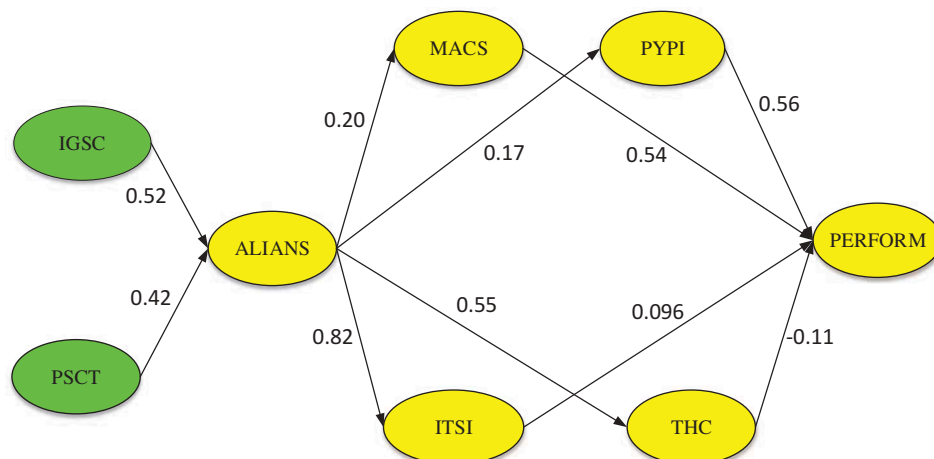 MACS
PYPI
0.56
IGSC
0.20
0.17
0.54
0.52
ALIANS
PERFORM
0.42
0.55
0.096
0.82
-0.11
PSCT
ITSI
THC